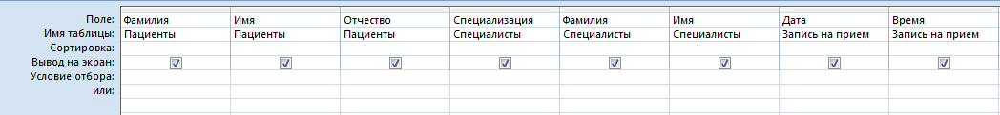 Поле: Фамилия Имя Отчество Специализация Фамилия Имя Дата Время
Имя таблицы: Пациенты Пациенты Пациенты Специалисты Специалисты Специалисты Запись на прием Запись на прием
Сортировка:
Вывод на экран:
Условие отбора:
или: